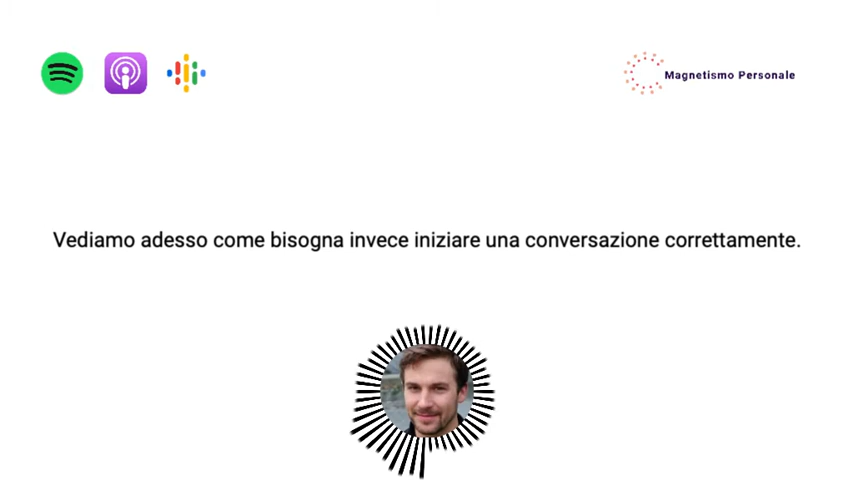 Magnetismo Personale
Vediamo adesso come bisogna invece iniziare una conversazione correttamente.